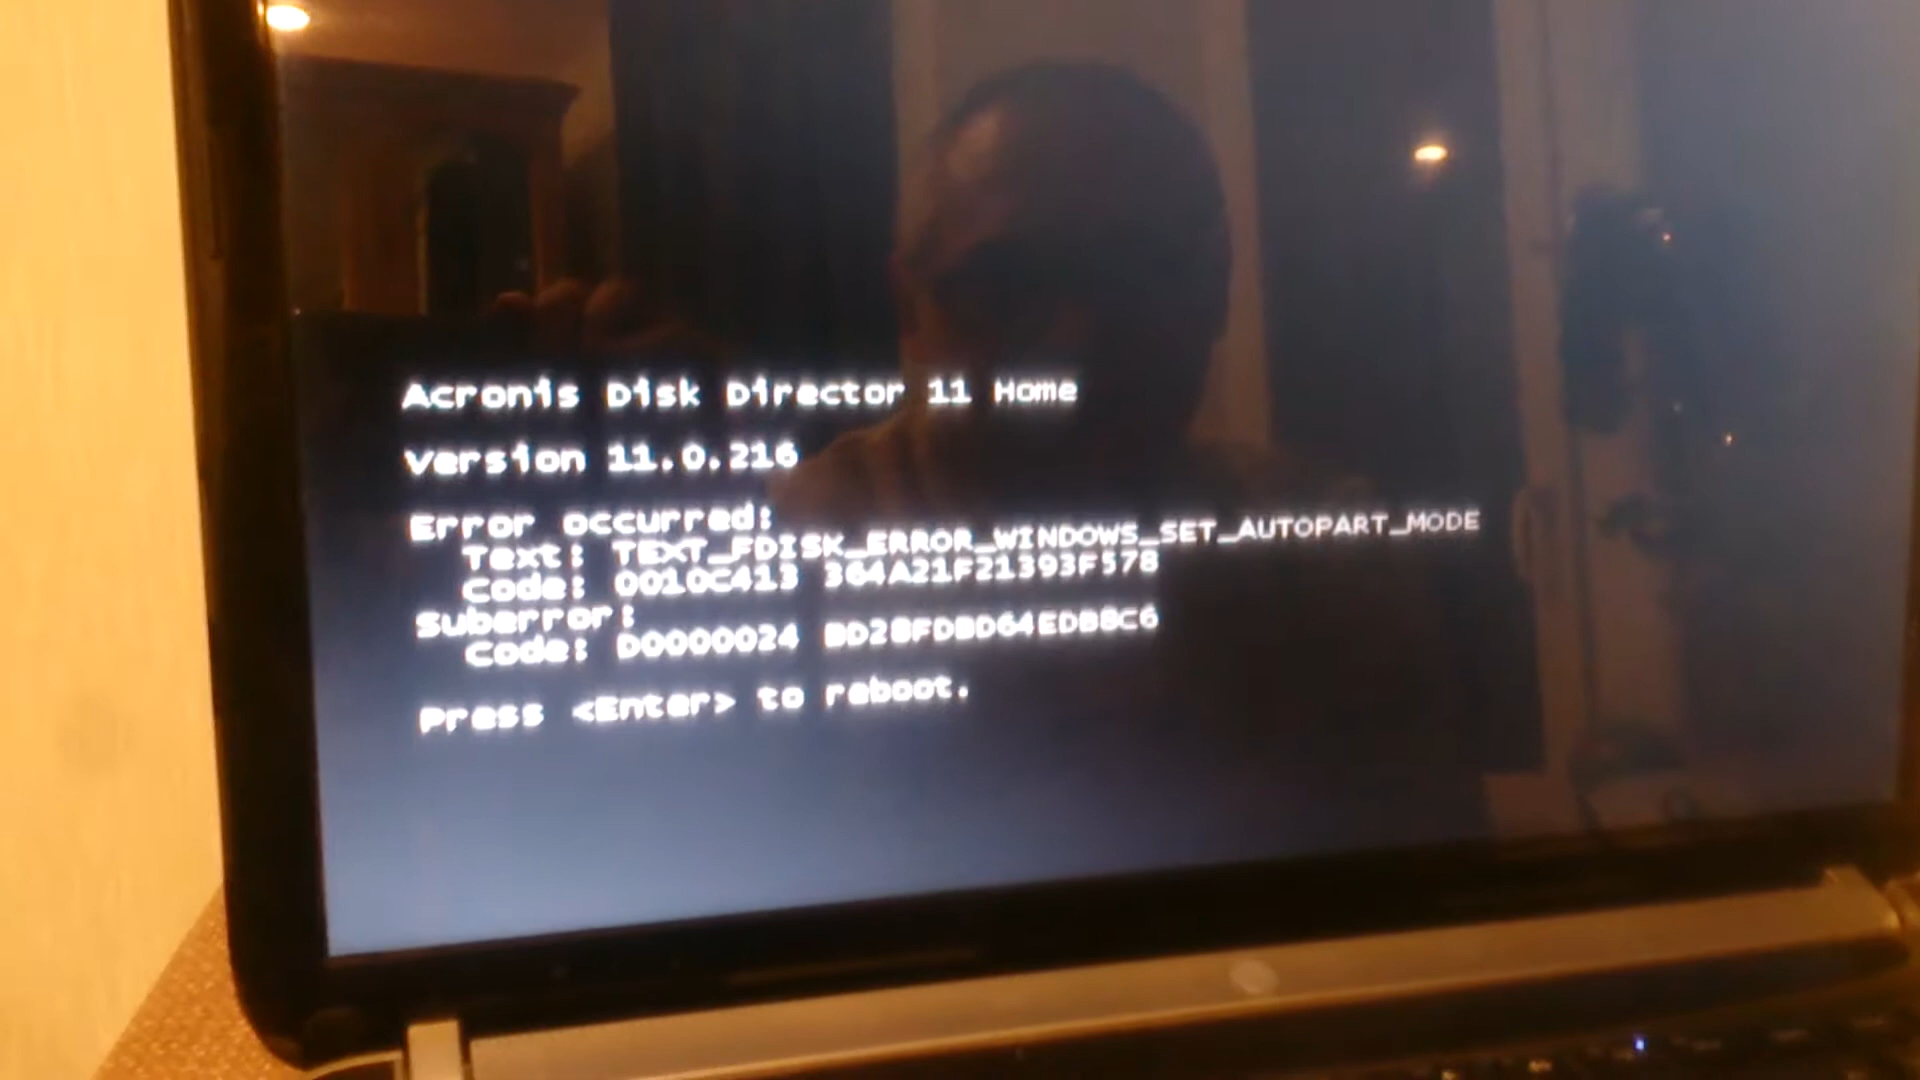 Acronis Disk Director 11 Home
Version 11.0.216
Error occurred:
Text: TEXT_FDISK_ERROR_WINDOWS_SET_AUTOPART_MODE
Code: 0010C413 364A21F21393F578
Suberror:
Code: D0000024 BD28FDBD64EDB8C6
Press <Enter> to reboot.